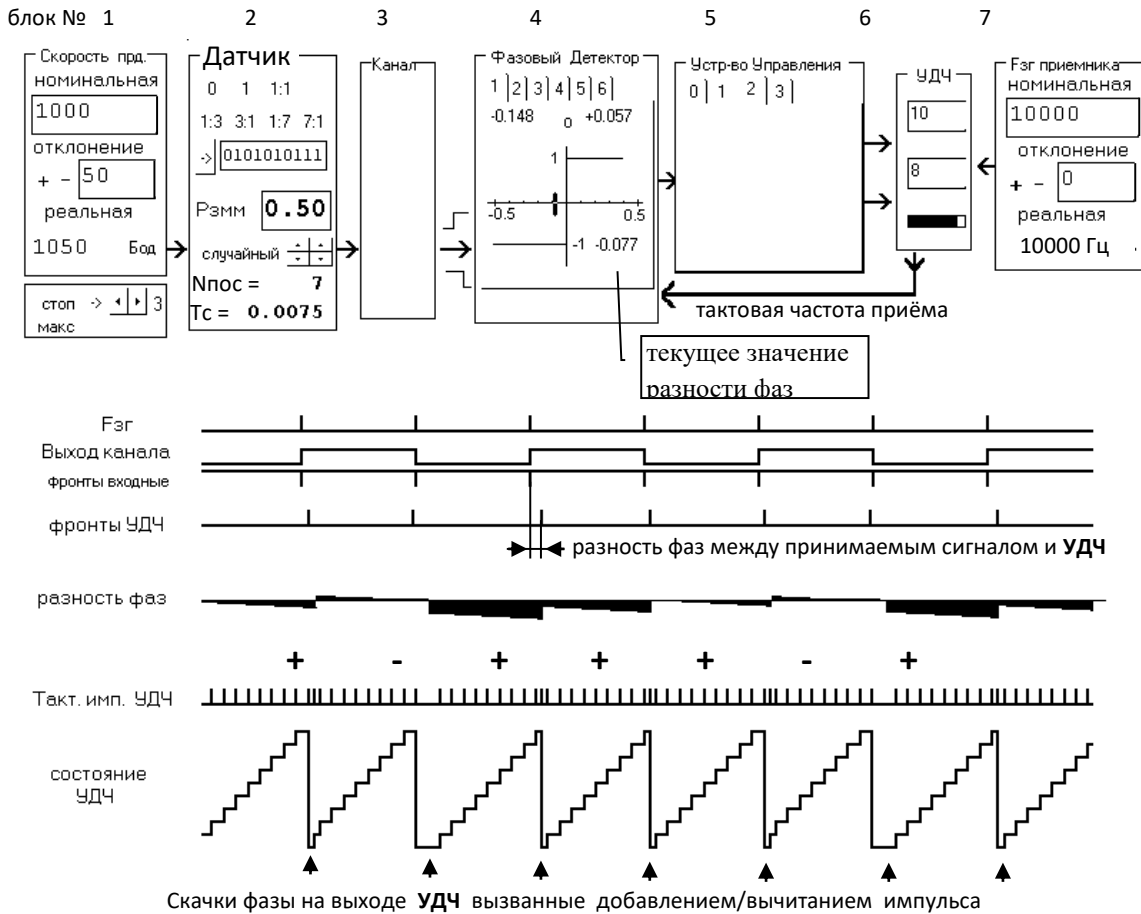 блок № 1 2 3 4 5 6 7
Скорость прд.
номинальная
1000
отклонение
+ - 50
реальная
1050 Бод
стоп -> 3
макс
Датчик
0 1 1:1
1:3 3:1 1:7 7:1
-> 0101010111
Рзмм 0.50
случайный
Nпос = 7
Tc = 0.0075
Канал
Фазовый Детектор
1 | 2 | 3 | 4 | 5 | 6 |
-0.148 0 +0.057
1
-0.5 0.5
-1 -0.077
Устр-во Управления
0 | 1 2 | 3 |
УДЧ
10
8
Fзг приемника
номинальная
10000
отклонение
+ - 0
реальная
10000 Гц
тактовая частота приёма
текущее значение
разности фаз
Fзг
Выход канала
фронты входные
фронты УДЧ
разность фаз между принимаемым сигналом и УДЧ
разность фаз
+ - + + + - +
Такт. имп. УДЧ
состояние
УДЧ
Скачки фазы на выходе УДЧ вызванные добавлением/вычитанием импульса